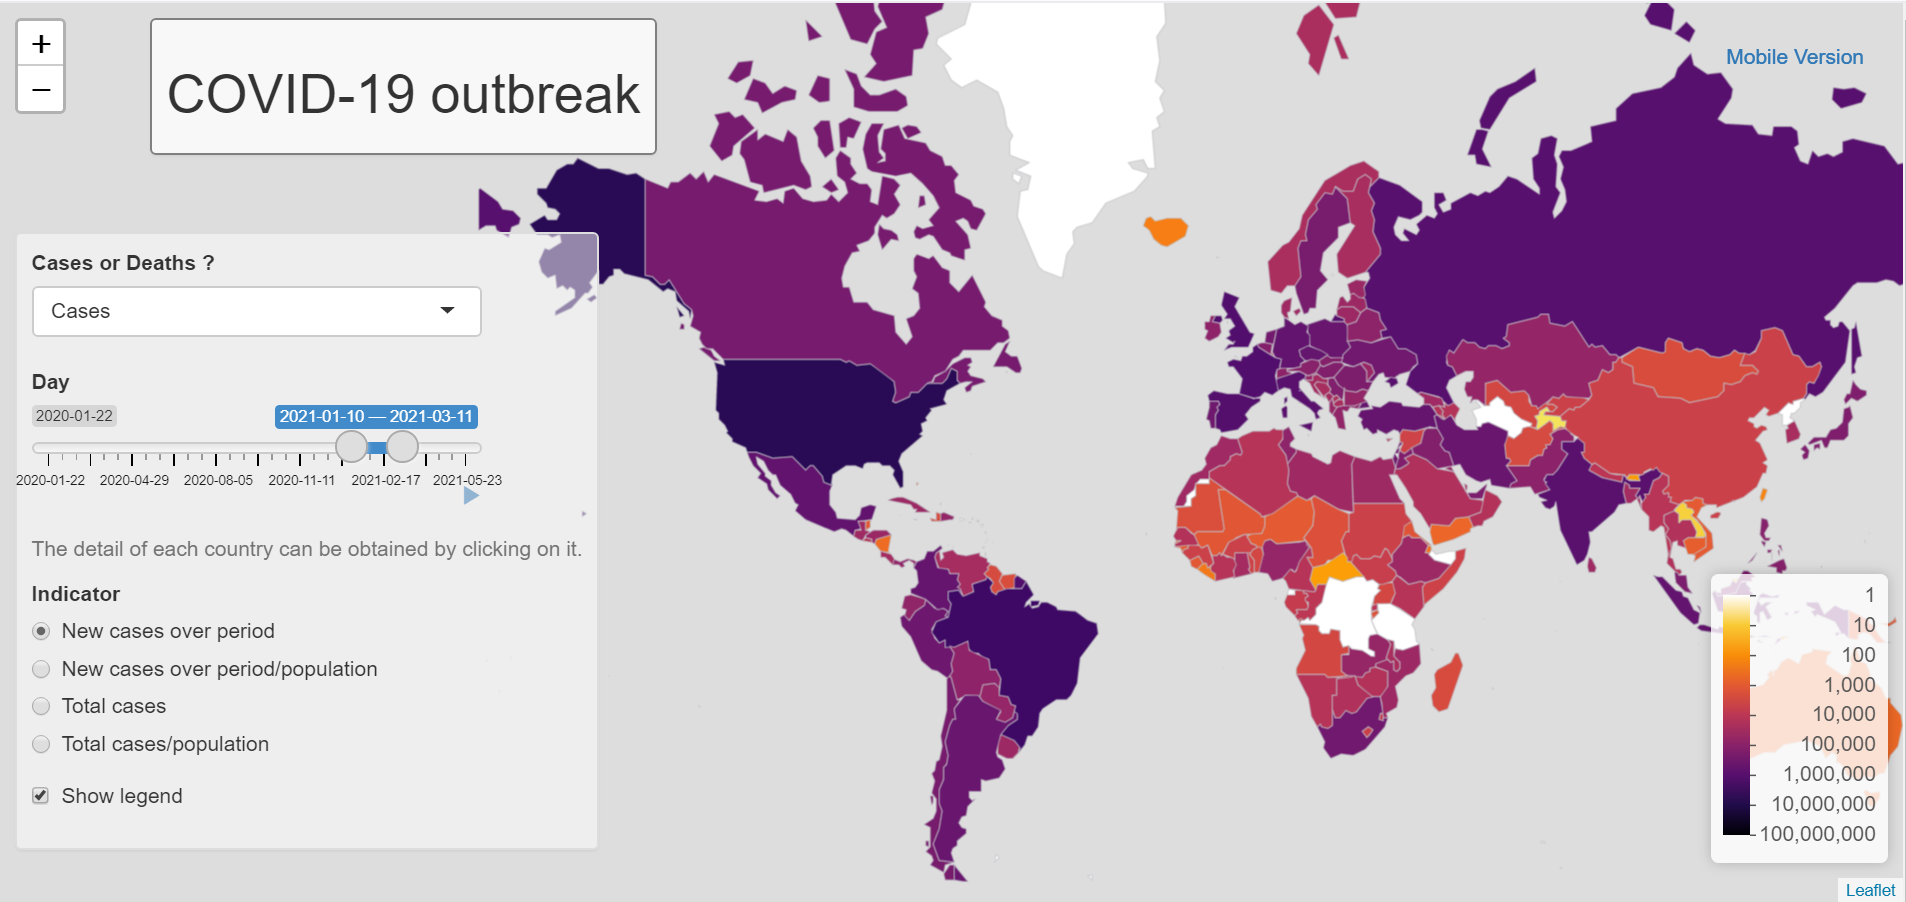 +
−
COVID-19 outbreak
Mobile Version
Cases or Deaths ?
Cases
Day
2020-01-22
2021-01-10 — 2021-03-11
2020-01-22 2020-04-29 2020-08-05 2020-11-11 2021-02-17 2021-05-23
The detail of each country can be obtained by clicking on it.
Indicator
New cases over period
New cases over period/population
Total cases
Total cases/population
Show legend
1
10
100
1,000
10,000
100,000
1,000,000
10,000,000
100,000,000
Leaflet